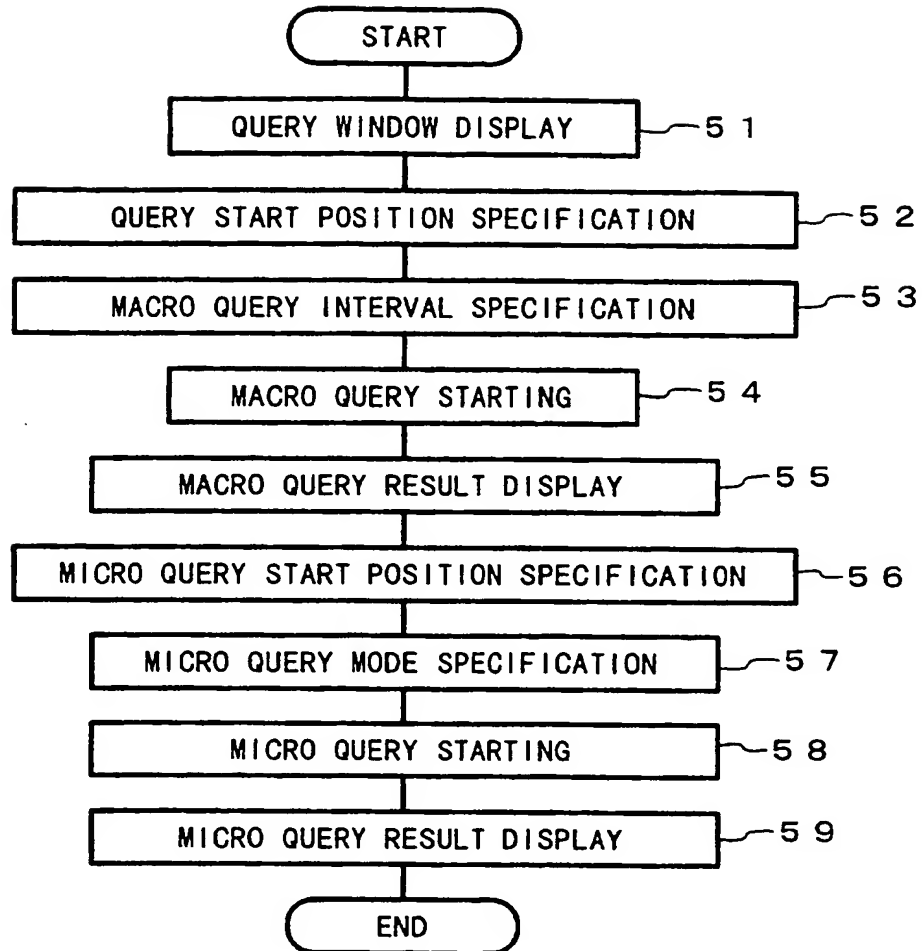 START
QUERY WINDOW DISPLAY 51
QUERY START POSITION SPECIFICATION 52
MACRO QUERY INTERVAL SPECIFICATION 53
MACRO QUERY STARTING 54
MACRO QUERY RESULT DISPLAY 55
MICRO QUERY START POSITION SPECIFICATION 56
MICRO QUERY MODE SPECIFICATION 57
MICRO QUERY STARTING 58
MICRO QUERY RESULT DISPLAY 59
END